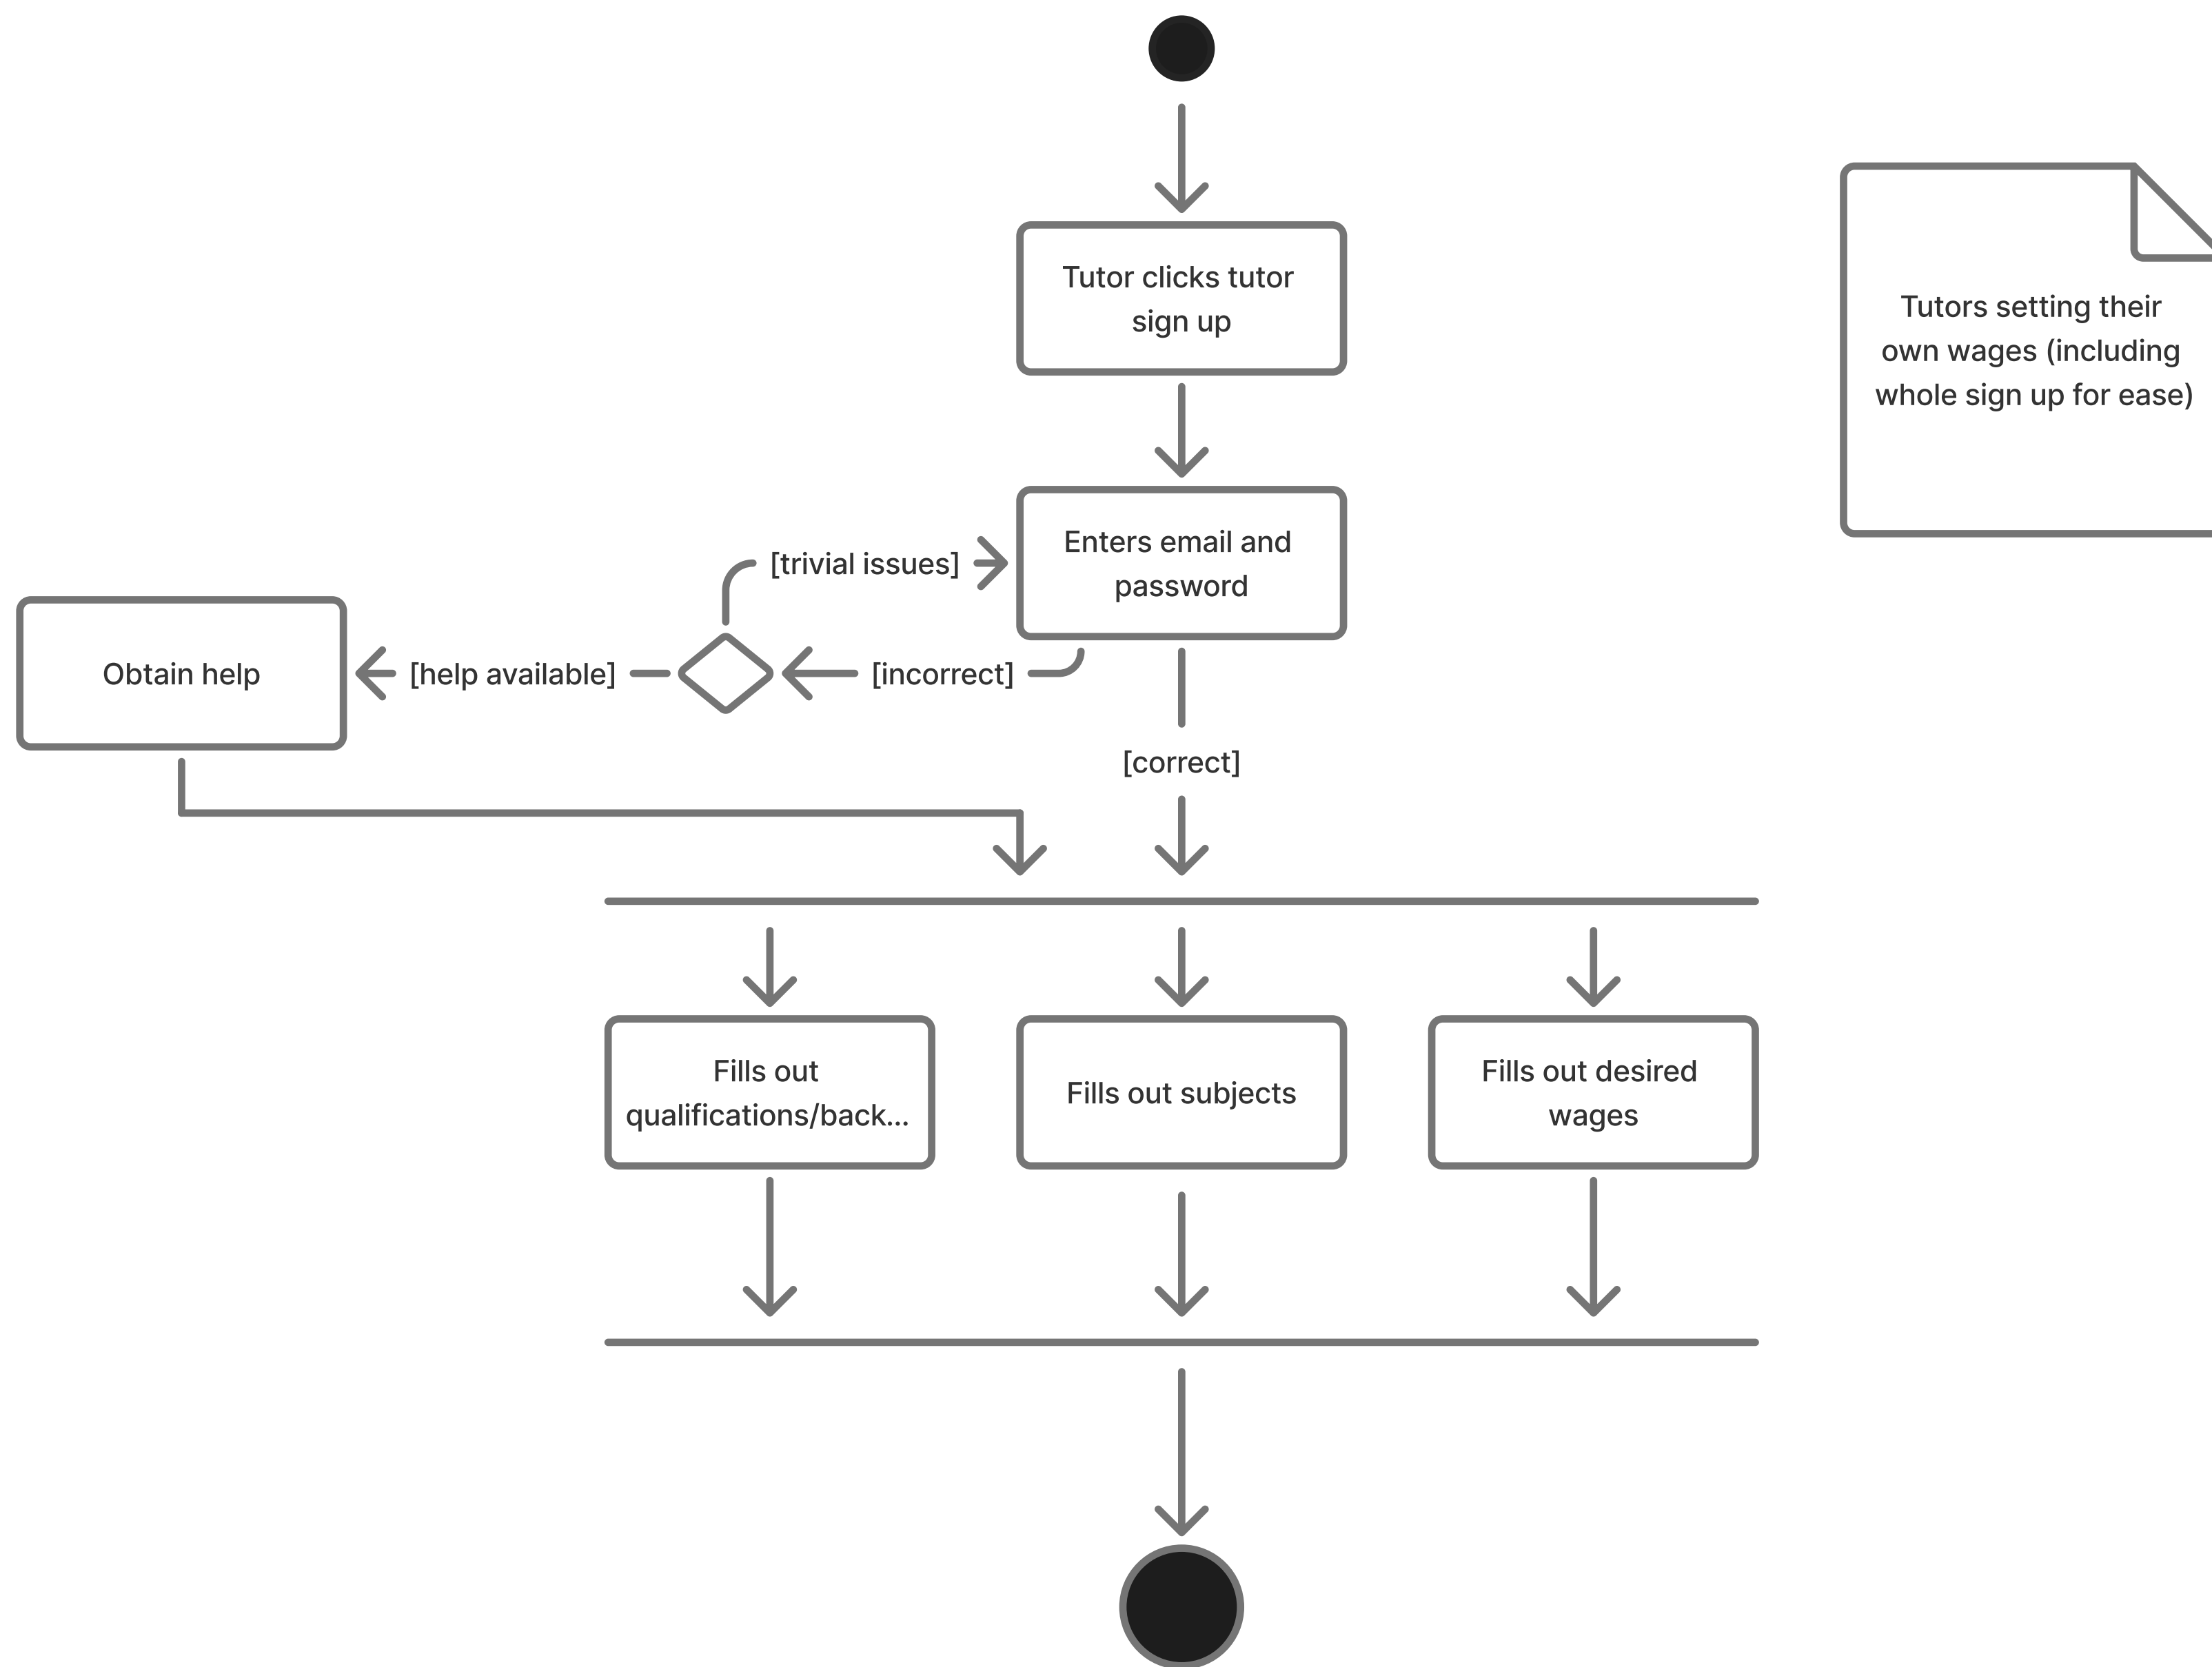 Tutor clicks tutor
sign up
Tutors setting their
own wages (including
whole sign up for ease)
Enters email and
password
[trivial issues]
Obtain help
[help available]
[incorrect]
[correct]
Fills out
qualifications/back...
Fills out subjects
Fills out desired
wages